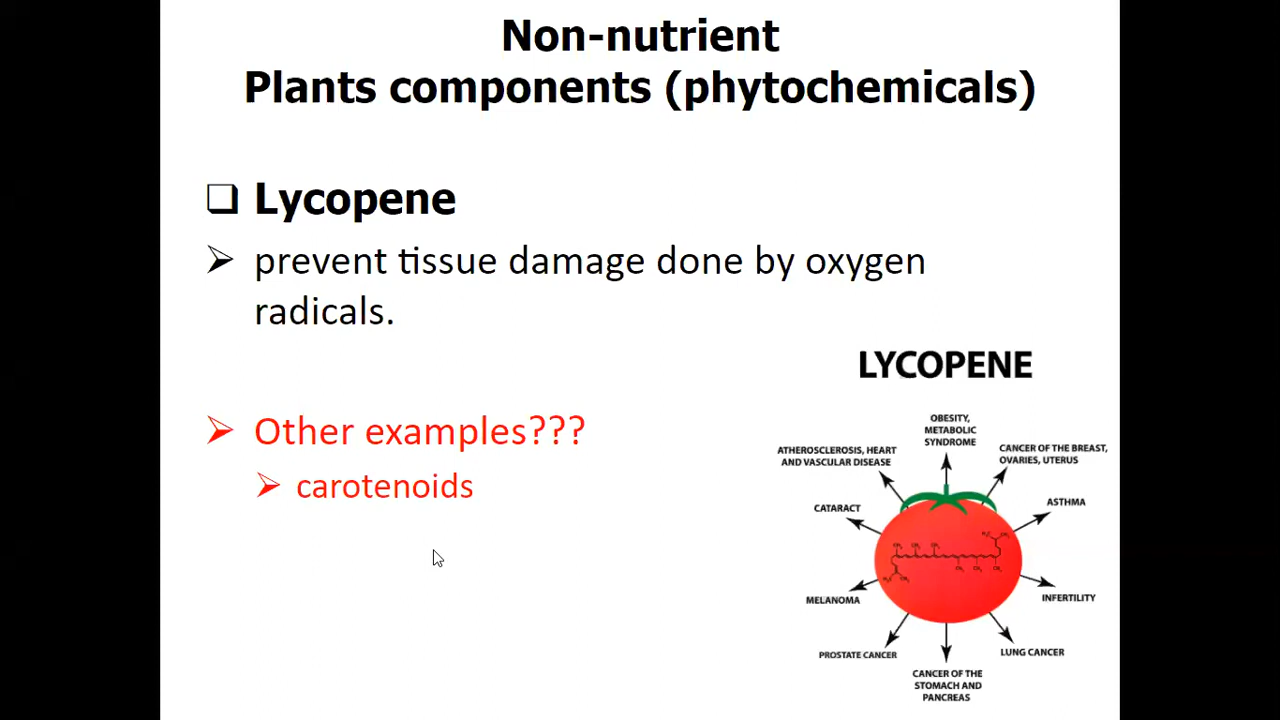 Non-nutrient
Plants components (phytochemicals)
Lycopene
prevent tissue damage done by oxygen
radicals.
Other examples???
carotenoids
LYCOPENE
OBESITY,
METABOLIC
SYNDROME
ATHEROSCLEROSIS, HEART
AND VASCULAR DISEASE
CANCER OF THE BREAST,
OVARIES, UTERUS
CATARACT
ASTHMA
MELANOMA
INFERTILITY
PROSTATE CANCER
LUNG CANCER
CANCER OF THE
STOMACH AND
PANCREAS